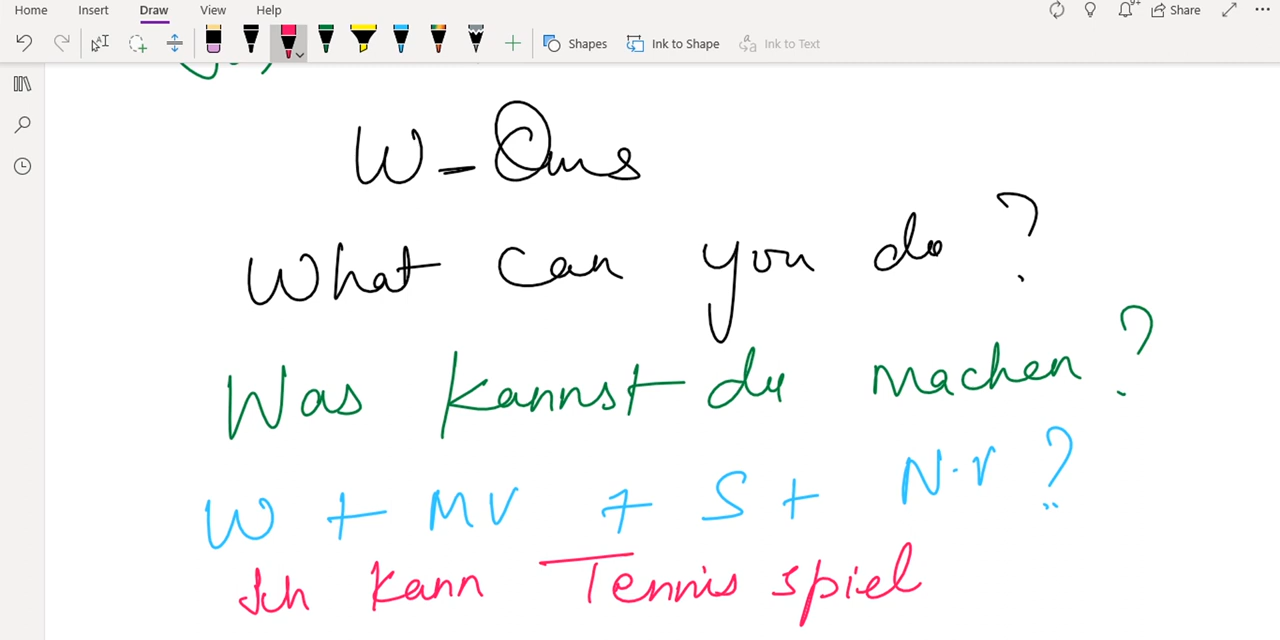 Home Insert Draw View Help Share
Shapes Ink to Shape Ink to Text
W - Qns
What can you do?
Was kannst du machen?
W + MV + S + N.V?
Ich kann Tennis spiel